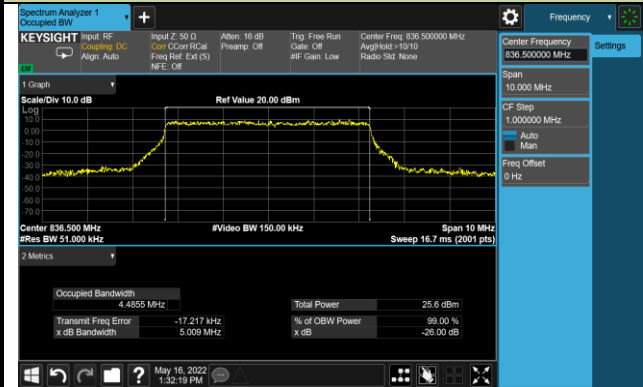 Spectrum Analyzer 1
Occupied BW
+
Frequency
KEYSIGHT
Input: RF
Coupling: DC
Align: Auto
Input Z: 50 Ω
Corr CCorr RCal
Freq Ref: Ext (S)
NFE: Off
Atten: 16 dB
Preamp: Off
Trig: Free Run
Gate: Off
#IF Gain: Low
Center Freq: 836.500000 MHz
Avg|Hold:>10/10
Radio Std: None
Center Frequency
836.500000 MHz
Settings
Span
10.000 MHz
CF Step
1.000000 MHz
Auto
Man
Freq Offset
0 Hz
1 Graph
Scale/Div 10.0 dB
Ref Value 20.00 dBm
Log
10.0
0.00
-10.0
-20.0
-30.0
-40.0
-50.0
-60.0
-70.0
Center 836.500 MHz
#Video BW 150.00 kHz
Span 10 MHz
#Res BW 51.000 kHz
Sweep 16.7 ms (2001 pts)
2 Metrics
Occupied Bandwidth
4.4855 MHz
Total Power
25.6 dBm
Transmit Freq Error
-17.217 kHz
% of OBW Power
99.00 %
x dB Bandwidth
5.009 MHz
x dB
-26.00 dB
?
May 16, 2022
1:32:19 PM